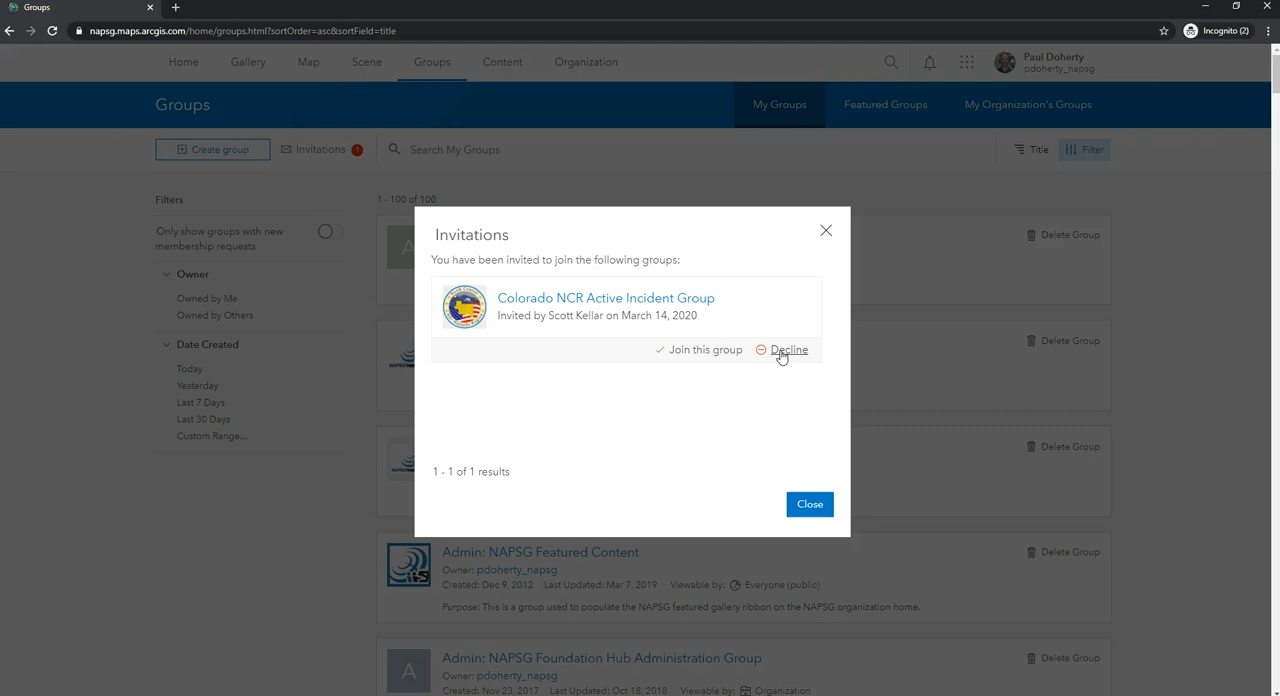 Groups
napsg.maps.arcgis.com/home/groups.html?sortOrder=asc&sortField=title
Incognito (2)
Home Gallery Map Scene Groups Content Organization
Paul Doherty
pdoherty_napsg
Groups
My Groups Featured Groups My Organization's Groups
Create group Invitations 1 Search My Groups Title Filter
Filters
1 - 100 of 100
Only show groups with new
membership requests
Owner
Owned by Me
Owned by Others
Date Created
Today
Yesterday
Last 7 Days
Last 30 Days
Custom Range...
A
Delete Group
Delete Group
Delete Group
Invitations
You have been invited to join the following groups:
Colorado NCR Active Incident Group
Invited by Scott Kellar on March 14, 2020
Join this group Decline
1 - 1 of 1 results
Close
Admin: NAPSG Featured Content
Delete Group
Owner: pdoherty_napsg
Created: Dec 9, 2012 Last Updated: Mar 7, 2019 Viewable by: Everyone (public)
Purpose: This is a group used to populate the NAPSG featured gallery ribbon on the NAPSG organization home.
A
Admin: NAPSG Foundation Hub Administration Group
Delete Group
Owner: pdoherty_napsg
Created: Nov 23, 2017 Last Updated: Oct 18, 2018 Viewable by: Organization